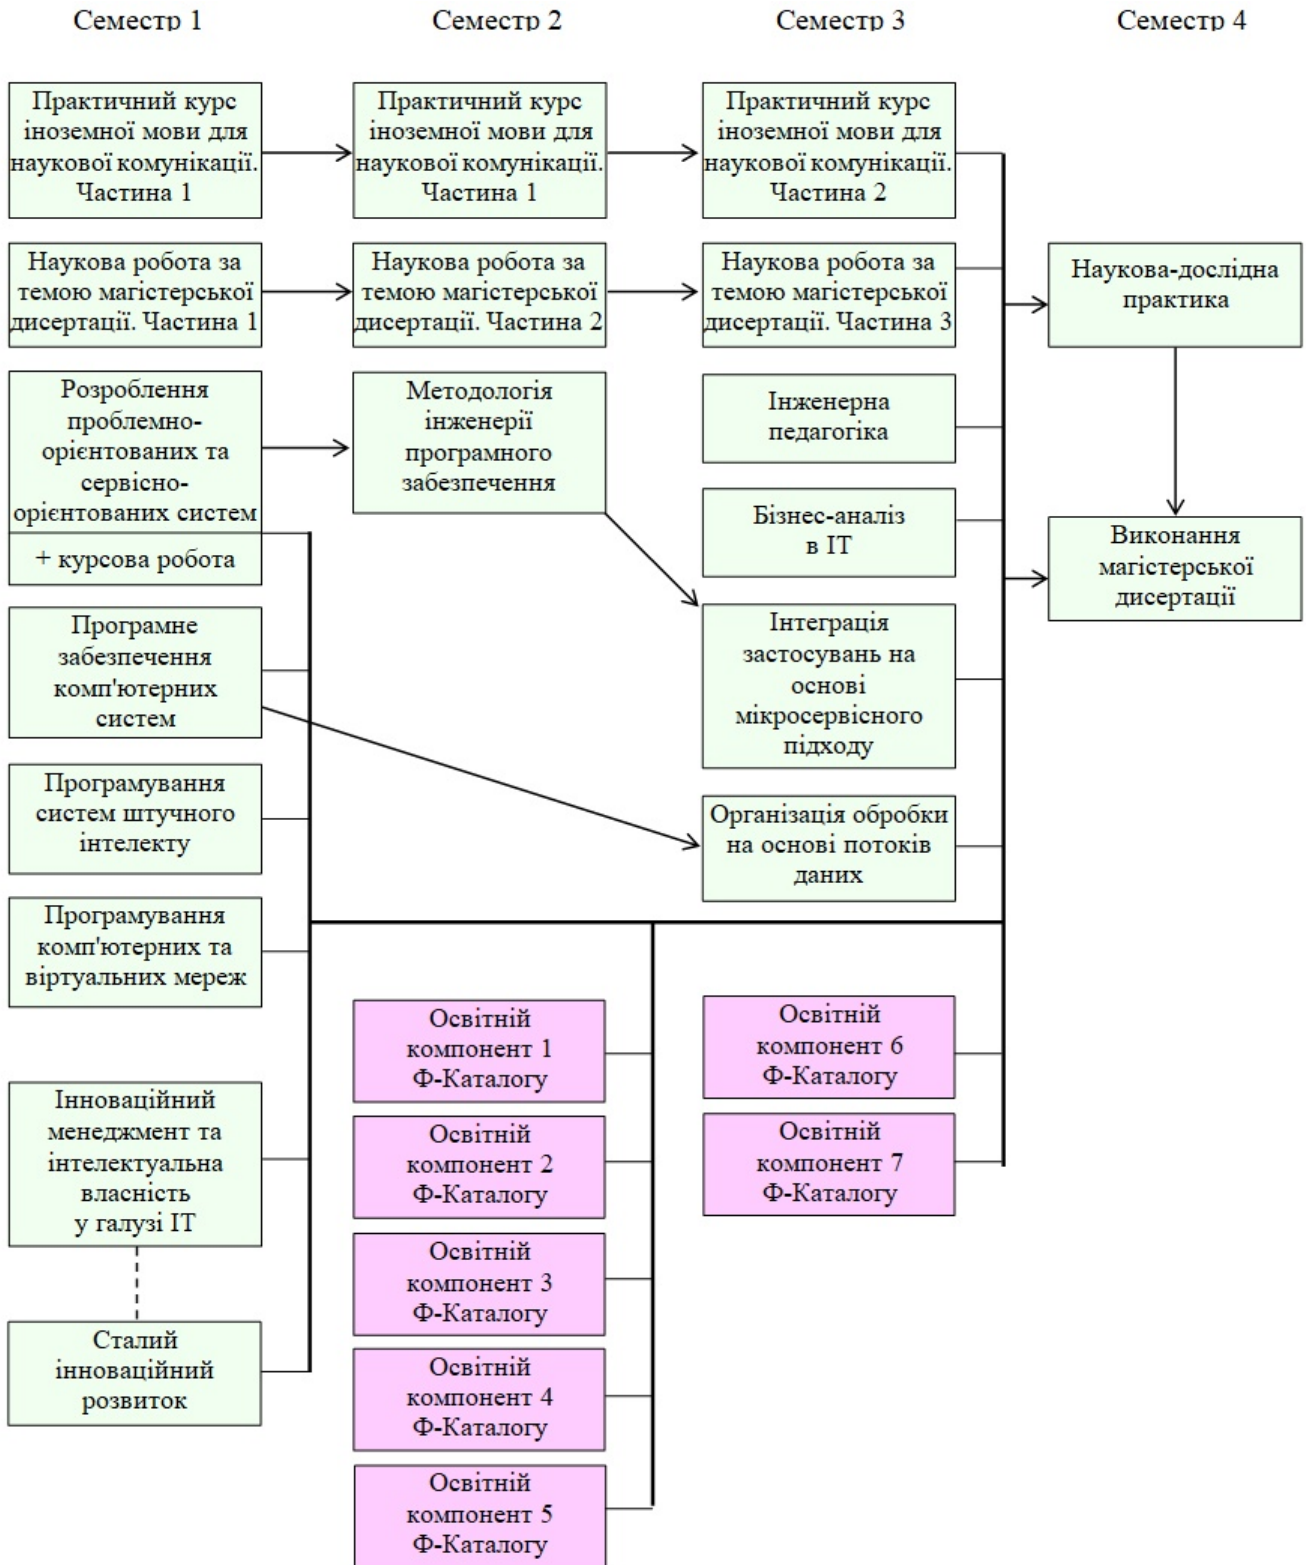 Семестр 1
Семестр 2
Семестр 3
Семестр 4
Практичний курс
іноземної мови для
наукової комунікації.
Частина 1
Практичний курс
іноземної мови для
наукової комунікації.
Частина 1
Практичний курс
іноземної мови для
наукової комунікації.
Частина 2
Наукова робота за
темою магістерської
дисертації. Частина 1
Наукова робота за
темою магістерської
дисертації. Частина 2
Наукова робота за
темою магістерської
дисертації. Частина 3
Наукова-дослідна
практика
Розроблення
проблемно-
орієнтованих та
сервісно-
орієнтованих систем
+ курсова робота
Методологія
інженерії
програмного
забезпечення
Інженерна
педагогіка
Бізнес-аналіз
в ІТ
Виконання
магістерської
дисертації
Програмне
забезпечення
комп'ютерних
систем
Інтеграція
застосувань на
основі
мікросервісного
підходу
Програмування
систем штучного
інтелекту
Організація обробки
на основі потоків
даних
Програмування
комп'ютерних та
віртуальних мереж
Освітній
компонент 1
Ф-Каталогу
Освітній
компонент 6
Ф-Каталогу
Інноваційний
менеджмент та
інтелектуальна
власність
у галузі ІТ
Освітній
компонент 2
Ф-Каталогу
Освітній
компонент 7
Ф-Каталогу
Освітній
компонент 3
Ф-Каталогу
Сталий
інноваційний
розвиток
Освітній
компонент 4
Ф-Каталогу
Освітній
компонент 5
Ф-Каталогу